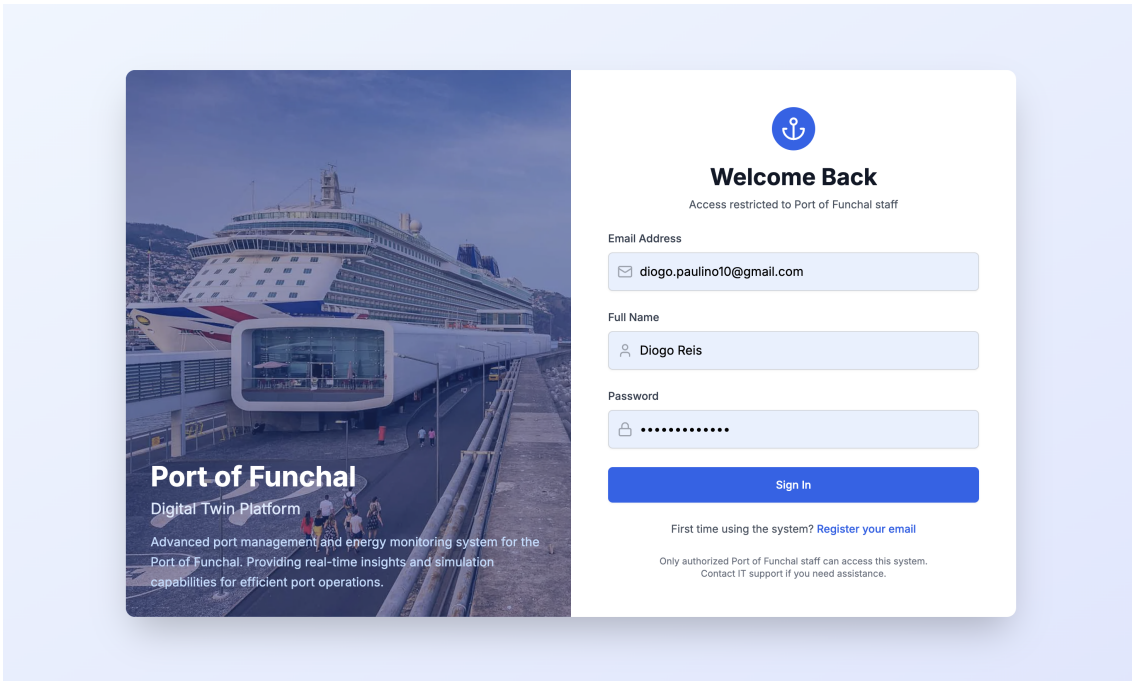 Port of Funchal
Digital Twin Platform
Advanced port management and energy monitoring system for the
Port of Funchal. Providing real-time insights and simulation
capabilities for efficient port operations.
Welcome Back
Access restricted to Port of Funchal staff
Email Address
diogo.paulino10@gmail.com
Full Name
Diogo Reis
Password
•••••••••••••
Sign In
First time using the system? Register your email
Only authorized Port of Funchal staff can access this system.
Contact IT support if you need assistance.